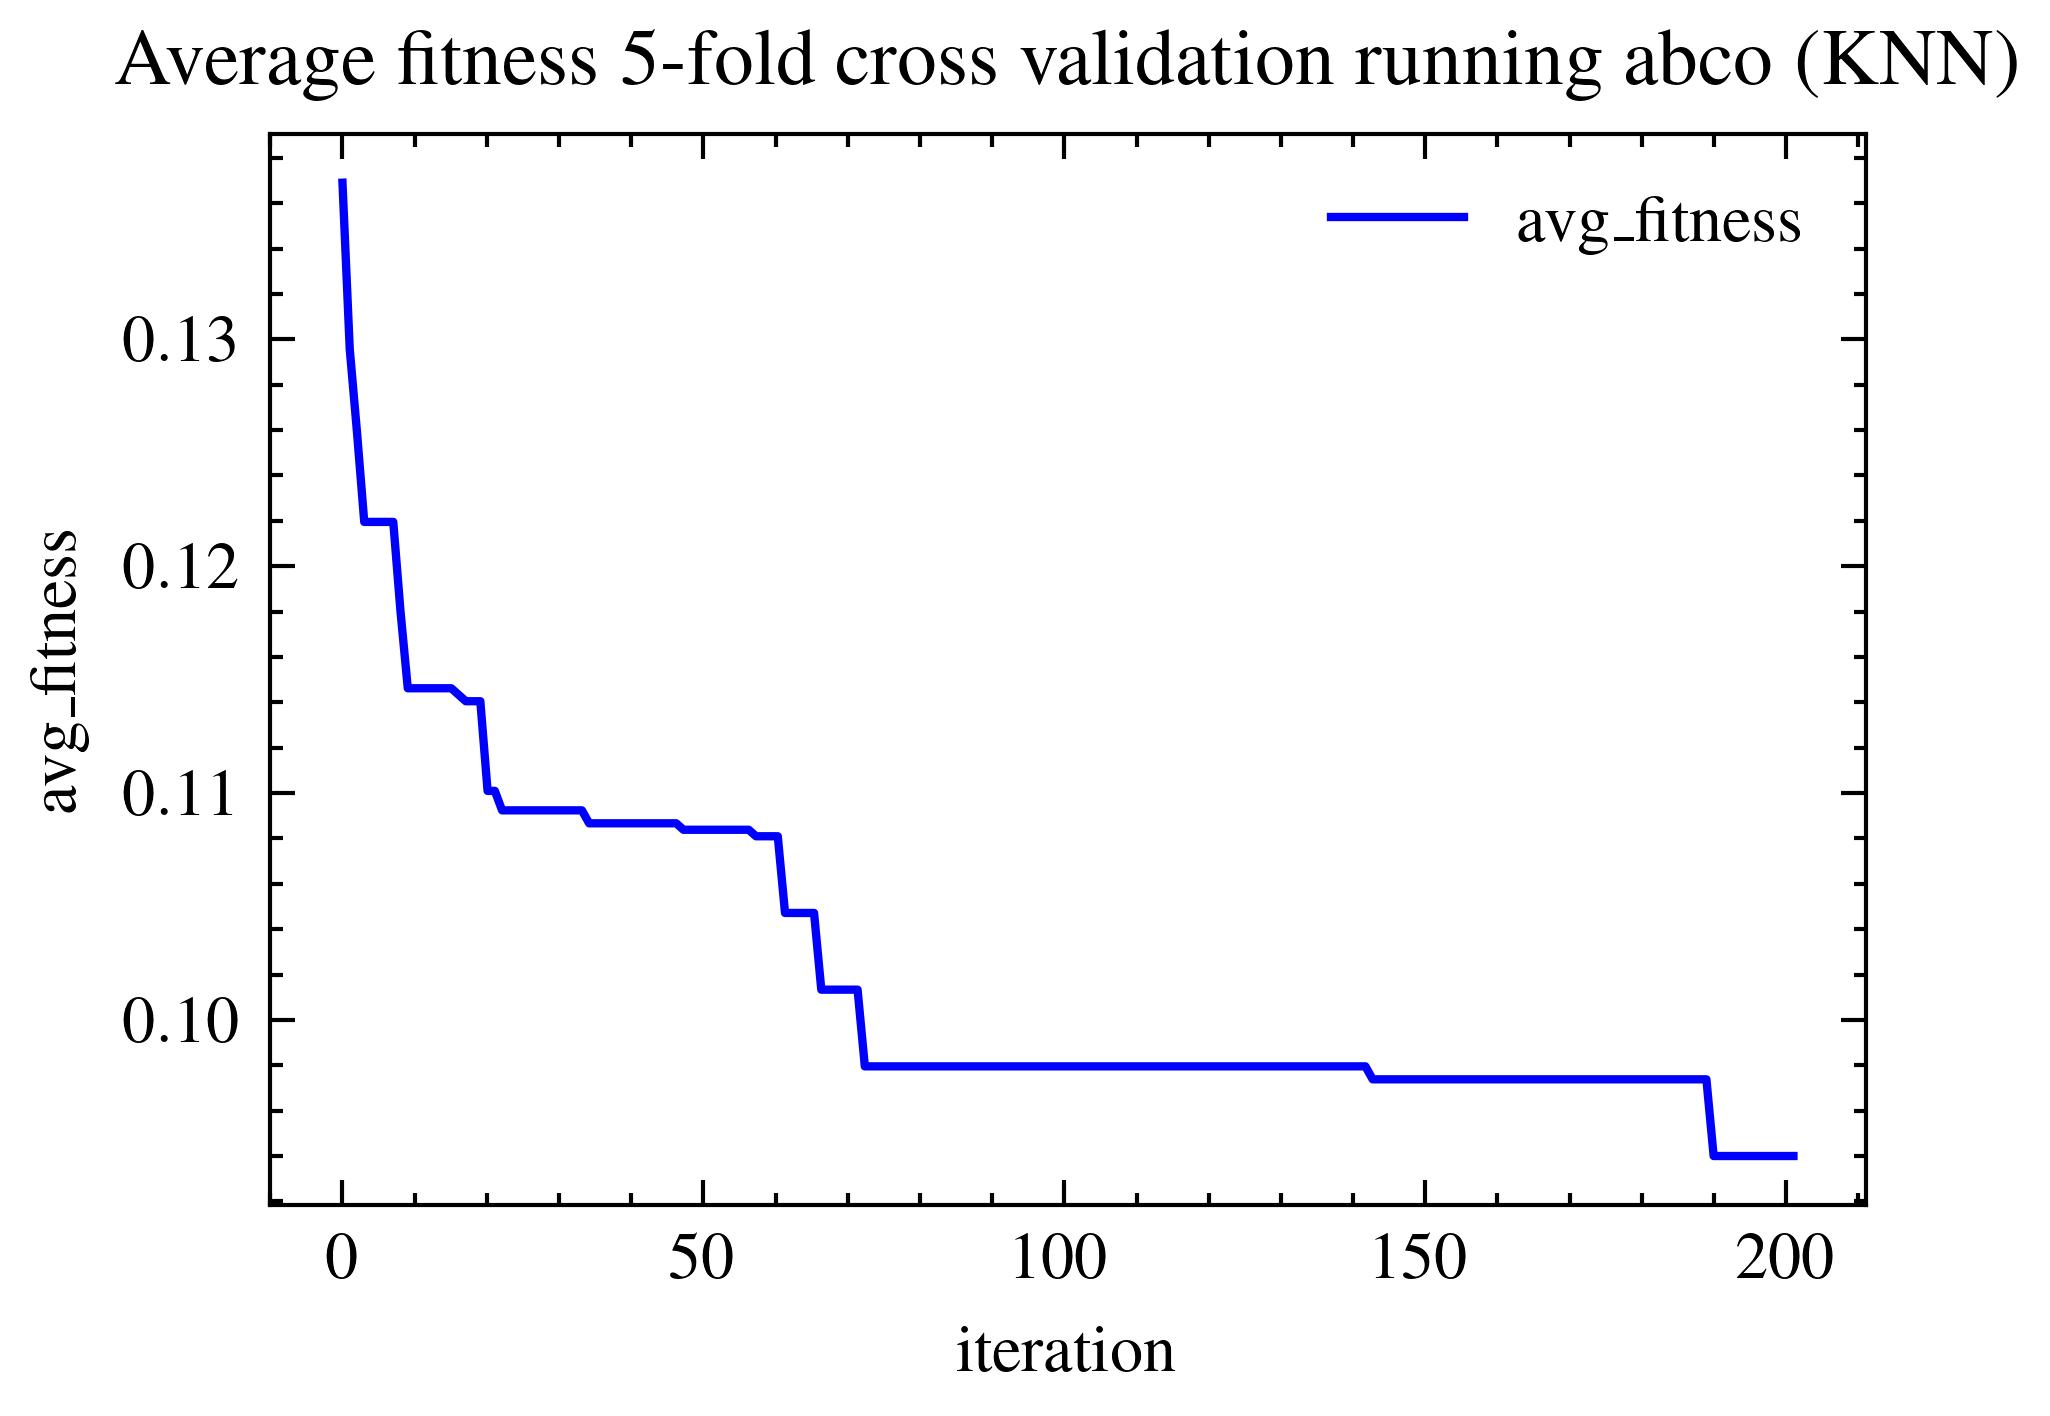 Average fitness 5-fold cross validation running abco (KNN)
avg_fitness
0.13
0.12
0.11
0.10
avg_fitness
0 50 100 150 200
iteration